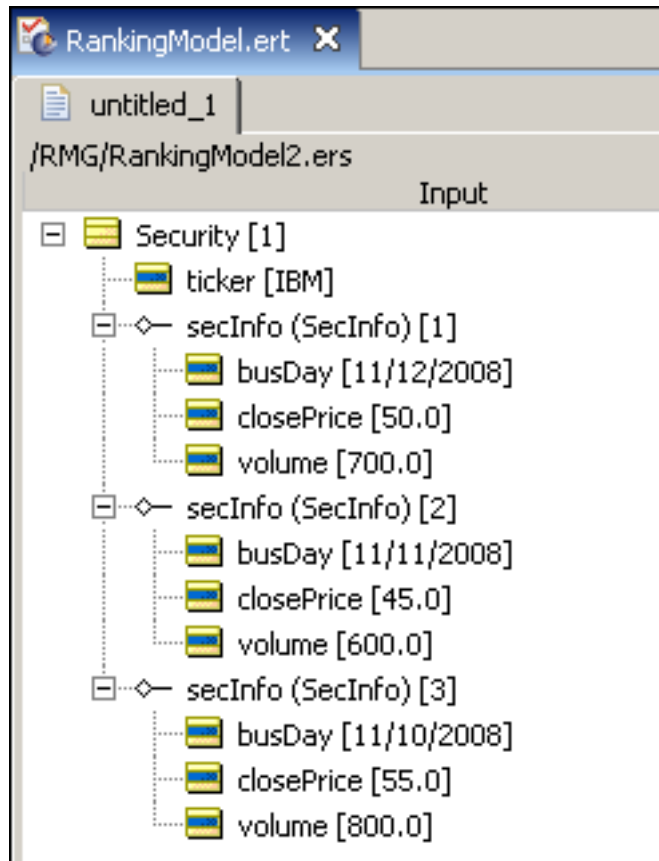 RankingModel.ert
untitled_1
/RMG/RankingModel2.ers
Input
Security [1]
ticker [IBM]
secInfo (SecInfo) [1]
busDay [11/12/2008]
closePrice [50.0]
volume [700.0]
secInfo (SecInfo) [2]
busDay [11/11/2008]
closePrice [45.0]
volume [600.0]
secInfo (SecInfo) [3]
busDay [11/10/2008]
closePrice [55.0]
volume [800.0]